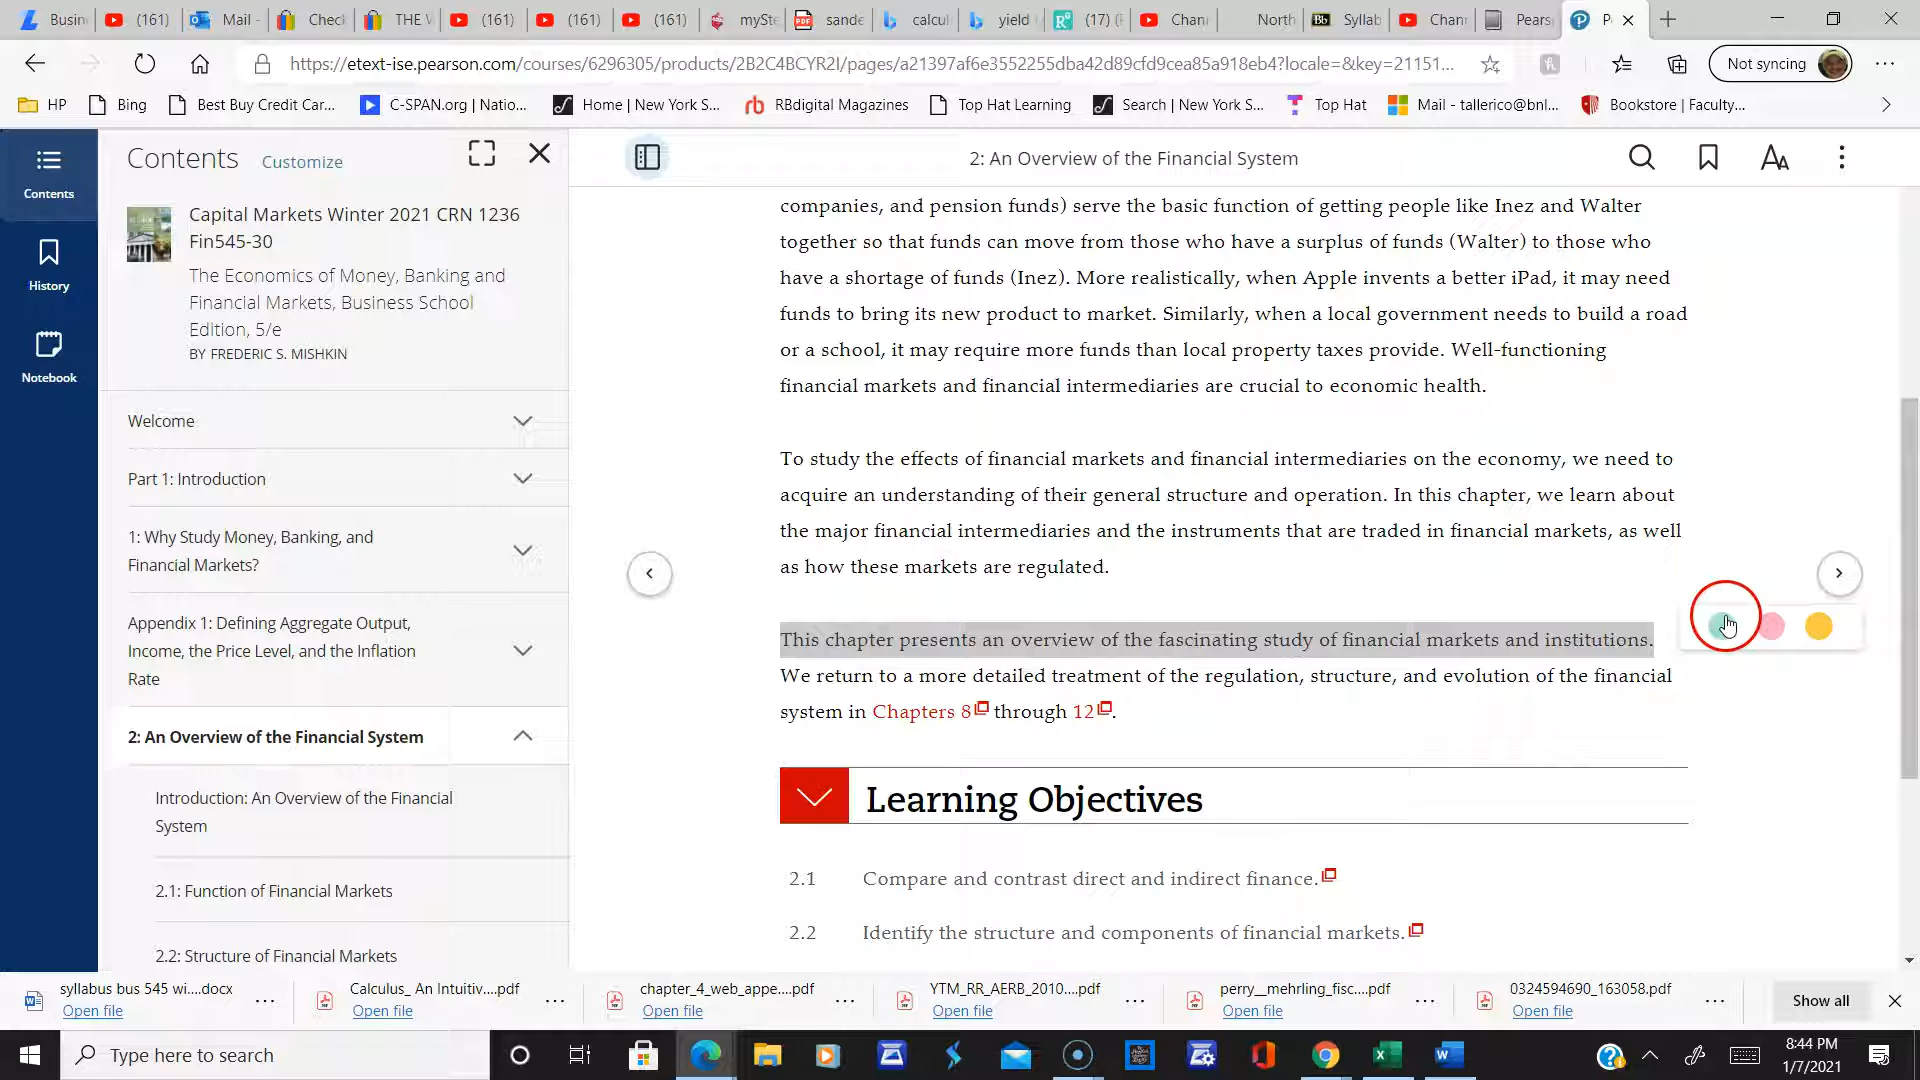 Busin
(161)
Mail -
Check
THE V
(161)
(161)
(161)
mySte
sande
calcul
yield
(17) (
Chann
North
Syllab
Chann
Pears
P
https://etext-ise.pearson.com/courses/6296305/products/2B2C4BCYR2I/pages/a21397af6e3552255dba42d89cfd9cea85a918eb4?locale=&key=21151...
Not syncing
HP
Bing
Best Buy Credit Car...
C-SPAN.org | Natio...
Home | New York S...
RBdigital Magazines
Top Hat Learning
Search | New York S...
Top Hat
Mail - tallerico@bnl...
Bookstore | Faculty...
Contents
History
Notebook
Contents Customize
Capital Markets Winter 2021 CRN 1236
Fin545-30
The Economics of Money, Banking and
Financial Markets, Business School
Edition, 5/e
BY FREDERIC S. MISHKIN
Welcome
Part 1: Introduction
1: Why Study Money, Banking, and
Financial Markets?
Appendix 1: Defining Aggregate Output,
Income, the Price Level, and the Inflation
Rate
2: An Overview of the Financial System
Introduction: An Overview of the Financial
System
2.1: Function of Financial Markets
2.2: Structure of Financial Markets
2: An Overview of the Financial System
companies, and pension funds) serve the basic function of getting people like Inez and Walter
together so that funds can move from those who have a surplus of funds (Walter) to those who
have a shortage of funds (Inez). More realistically, when Apple invents a better iPad, it may need
funds to bring its new product to market. Similarly, when a local government needs to build a road
or a school, it may require more funds than local property taxes provide. Well-functioning
financial markets and financial intermediaries are crucial to economic health.
To study the effects of financial markets and financial intermediaries on the economy, we need to
acquire an understanding of their general structure and operation. In this chapter, we learn about
the major financial intermediaries and the instruments that are traded in financial markets, as well
as how these markets are regulated.
This chapter presents an overview of the fascinating study of financial markets and institutions.
We return to a more detailed treatment of the regulation, structure, and evolution of the financial
system in Chapters 8 through 12.
Learning Objectives
2.1 Compare and contrast direct and indirect finance.
2.2 Identify the structure and components of financial markets.
syllabus bus 545 wi....docx
Open file
Calculus_ An Intuitiv....pdf
Open file
chapter_4_web_appe....pdf
Open file
YTM_RR_AERB_2010....pdf
Open file
perry__mehrling_fisc....pdf
Open file
0324594690_163058.pdf
Open file
Show all
Type here to search
8:44 PM
1/7/2021